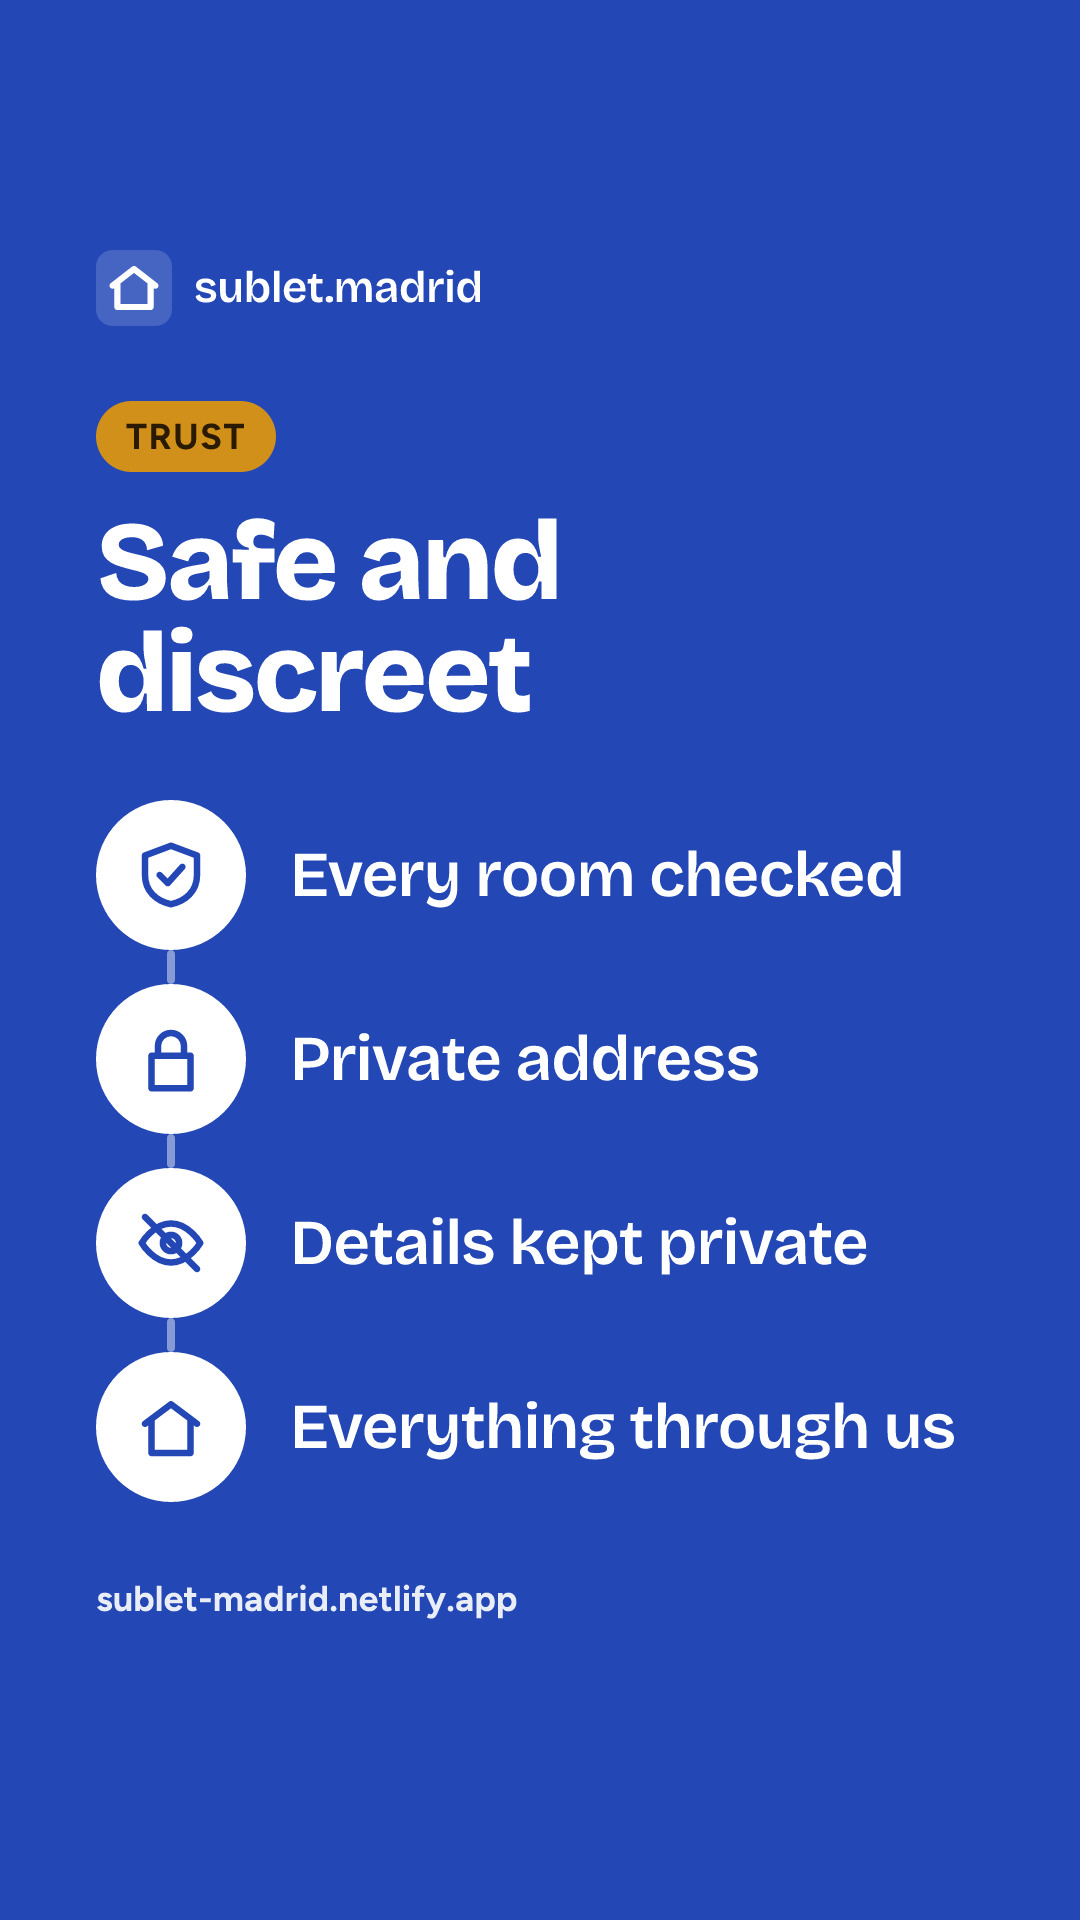 sublet.madrid
TRUST
Safe and
discreet
Every room checked
Private address
Details kept private
Everything through us
sublet-madrid.netlify.app